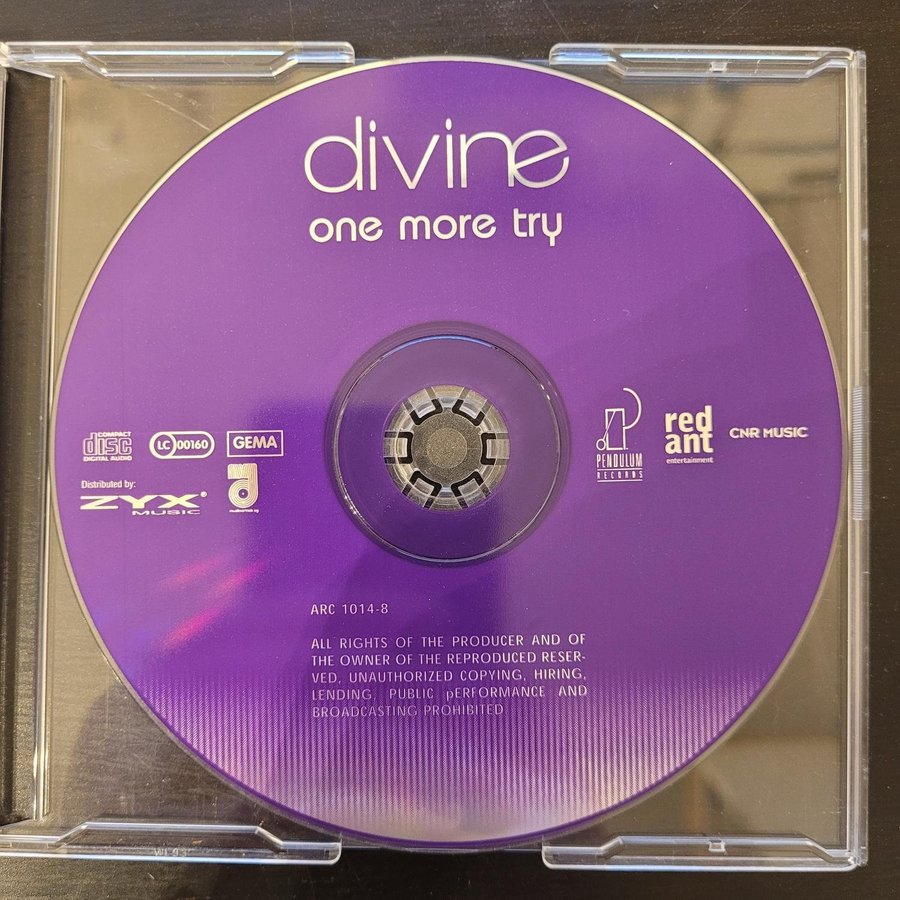 divine
one more try
COMPACT
disc
DIGITAL AUDIO
LC 00160
GEMA
Distributed by:
ZYX®
MUSIC
PENDULUM
RECORDS
red
ant
entertainment
CNR MUSIC
ARC 1014-8
ALL RIGHTS OF THE PRODUCER AND OF
THE OWNER OF THE REPRODUCED RESER-
VED, UNAUTHORIZED COPYING, HIRING,
LENDING, PUBLIC pERFORMANCE AND
BROADCASTING PROHIBITED